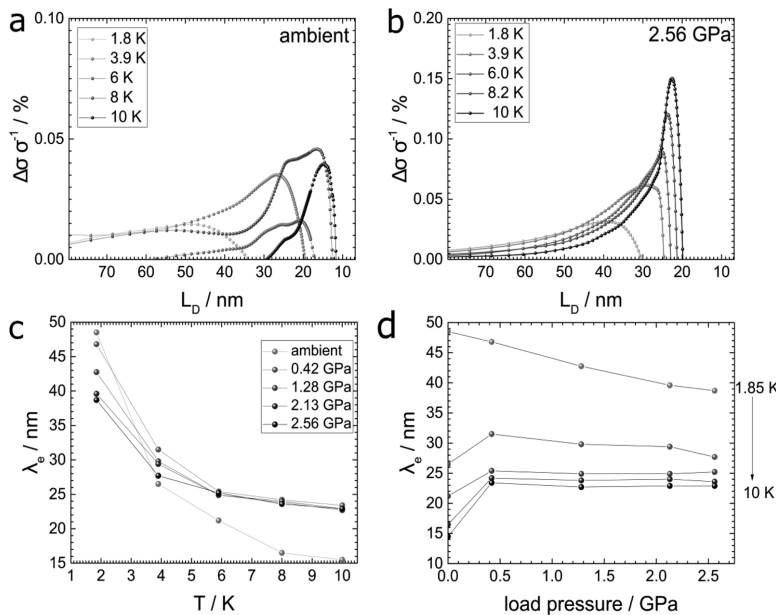 a
ambient
1.8 K
3.9 K
6 K
8 K
10 K
0.10
0.05
0.00
Δσ σ⁻¹ / %
70 60 50 40 30 20 10
L_D / nm
b
2.56 GPa
1.8 K
3.9 K
6.0 K
8.2 K
10 K
0.20
0.15
0.10
0.05
0.00
Δσ σ⁻¹ / %
70 60 50 40 30 20 10
L_D / nm
c
ambient
0.42 GPa
1.28 GPa
2.13 GPa
2.56 GPa
50
45
40
35
30
25
20
15
λ_e / nm
1 2 3 4 5 6 7 8 9 10
T / K
d
50
45
40
35
30
25
20
15
10
λ_e / nm
0.0 0.5 1.0 1.5 2.0 2.5
load pressure / GPa
1.85 K
10 K